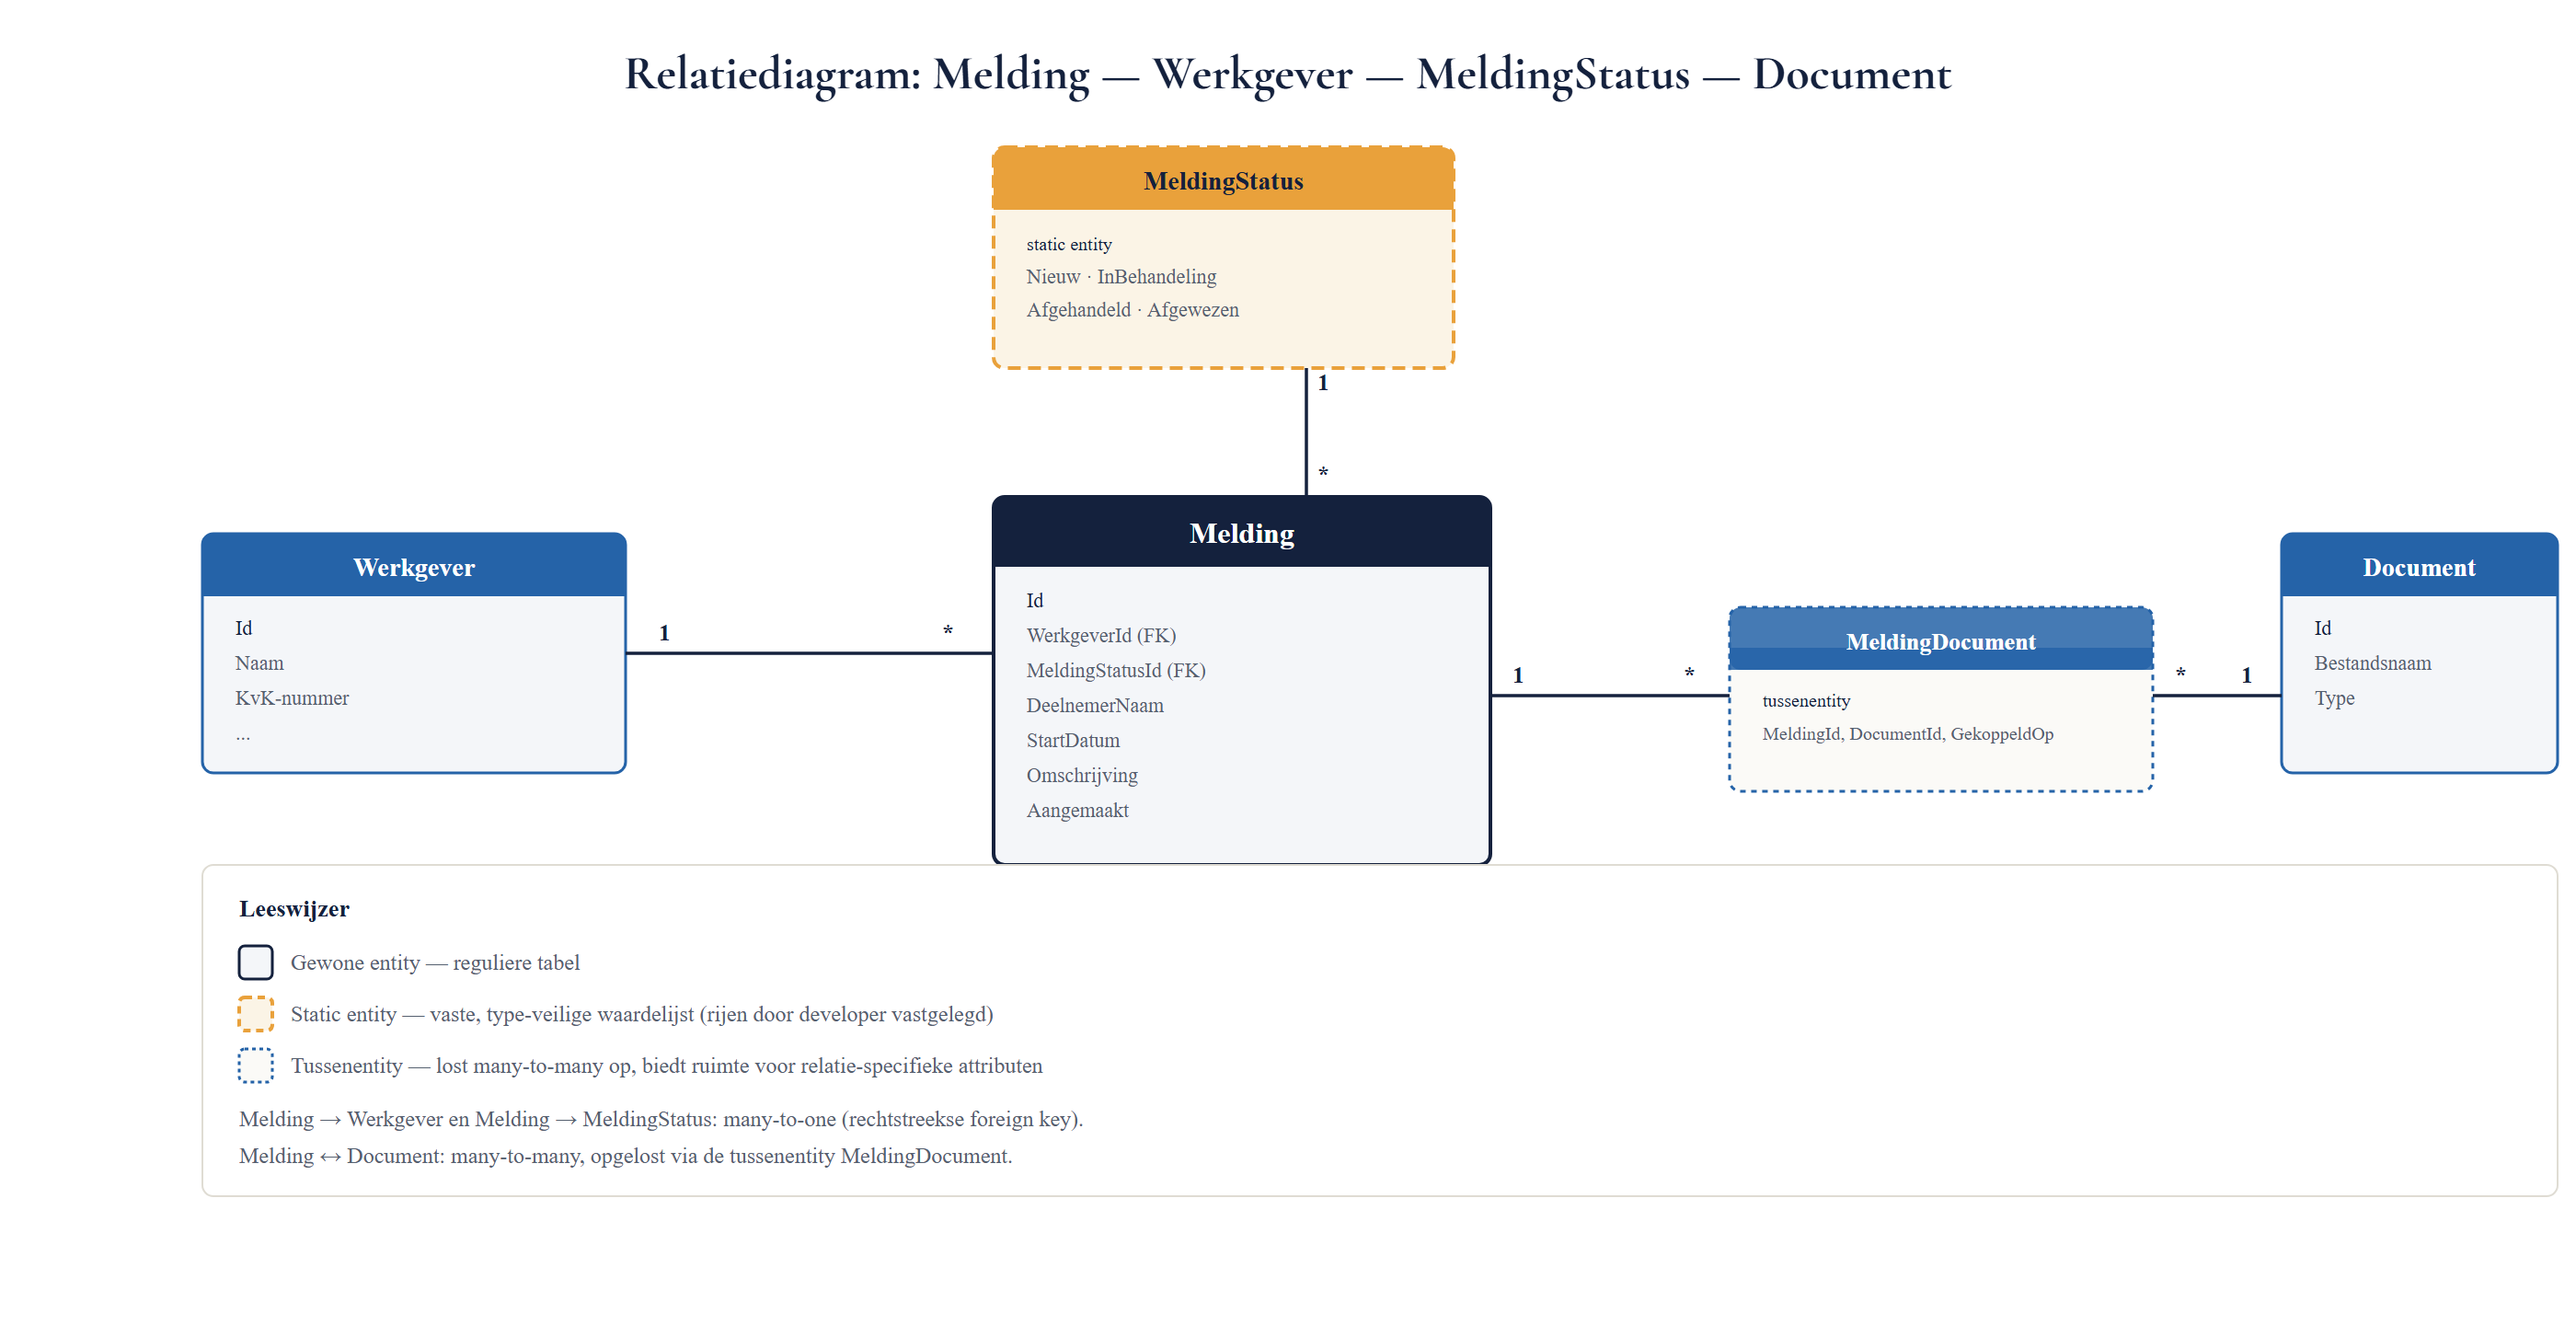 Relatiediagram: Melding — Werkgever — MeldingStatus — Document
MeldingStatus
static entity
Nieuw · InBehandeling
Afgehandeld · Afgewezen
1
*
Werkgever
Id
Naam
KvK-nummer
...
1
*
Melding
Id
WerkgeverId (FK)
MeldingStatusId (FK)
DeelnemerNaam
StartDatum
Omschrijving
Aangemaakt
1
*
MeldingDocument
tussenentity
MeldingId, DocumentId, GekoppeldOp
*
1
Document
Id
Bestandsnaam
Type
Leeswijzer
Gewone entity — reguliere tabel
Static entity — vaste, type-veilige waardelijst (rijen door developer vastgelegd)
Tussenentity — lost many-to-many op, biedt ruimte voor relatie-specifieke attributen
Melding → Werkgever en Melding → MeldingStatus: many-to-one (rechtstreekse foreign key).
Melding ↔ Document: many-to-many, opgelost via de tussenentity MeldingDocument.